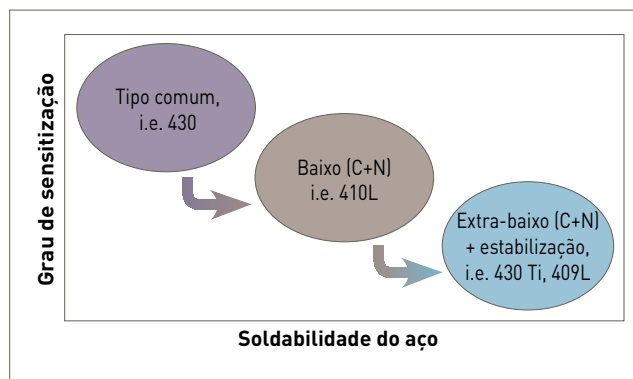 Grau de sensitização
Tipo comum,
i.e. 430
Baixo (C+N)
i.e. 410L
Extra-baixo (C+N)
+ estabilização,
i.e. 430 Ti, 409L
Soldabilidade do aço